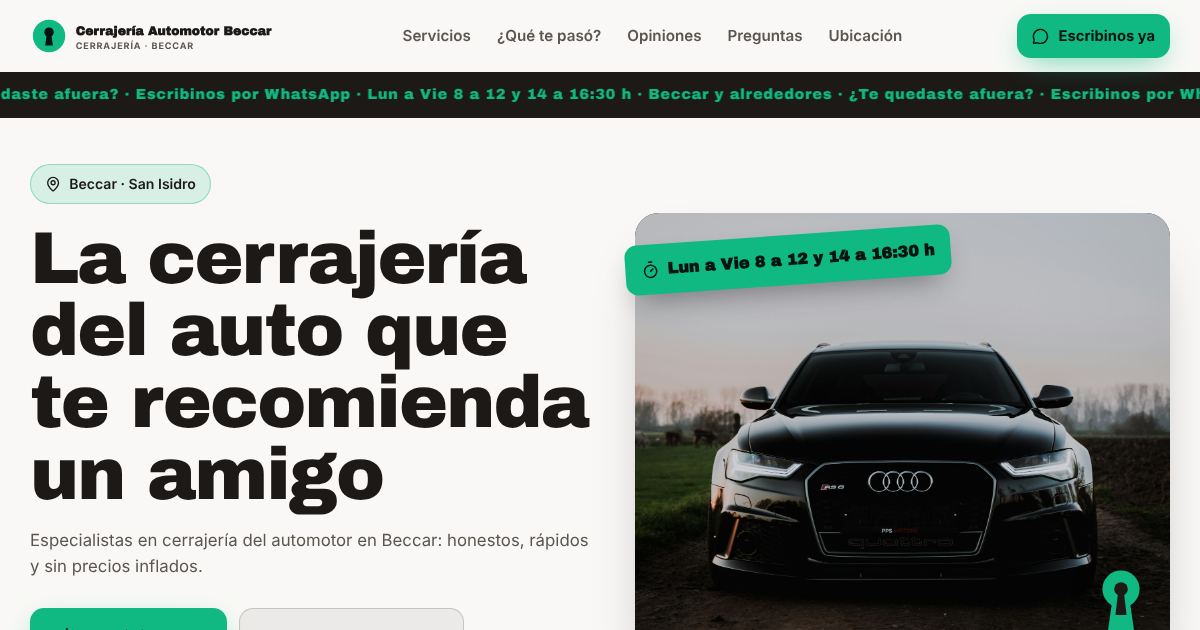 Cerrajería Automotor Beccar
CERRAJERÍA · BECCAR
Servicios
¿Qué te pasó?
Opiniones
Preguntas
Ubicación
Escribinos ya
daste afuera? · Escribinos por WhatsApp · Lun a Vie 8 a 12 y 14 a 16:30 h · Beccar y alrededores · ¿Te quedaste afuera? · Escribinos por Wh
Beccar · San Isidro
La cerrajería
del auto que
te recomienda
un amigo
Especialistas en cerrajería del automotor en Beccar: honestos, rápidos
y sin precios inflados.
Lun a Vie 8 a 12 y 14 a 16:30 h
RS 6
quattro